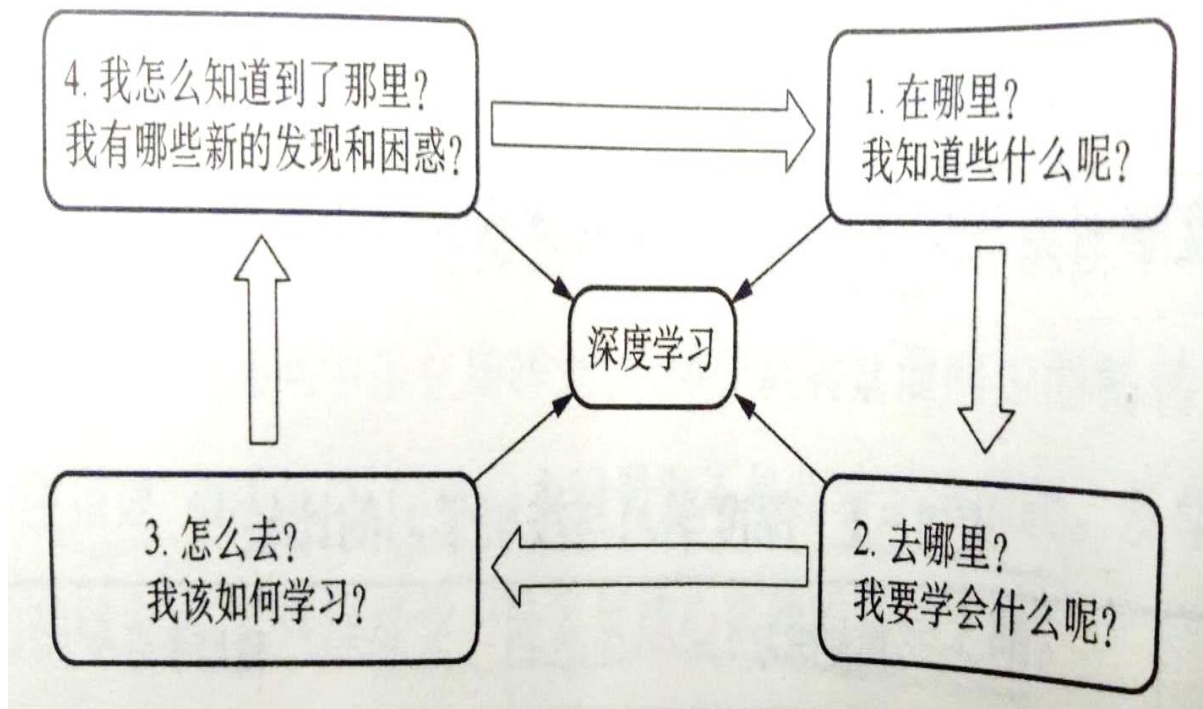 4. 我怎么知道到了那里?
我有哪些新的发现和困惑?
1. 在哪里?
我知道些什么呢?
深度学习
3. 怎么去?
我该如何学习?
2. 去哪里?
我要学会什么呢?